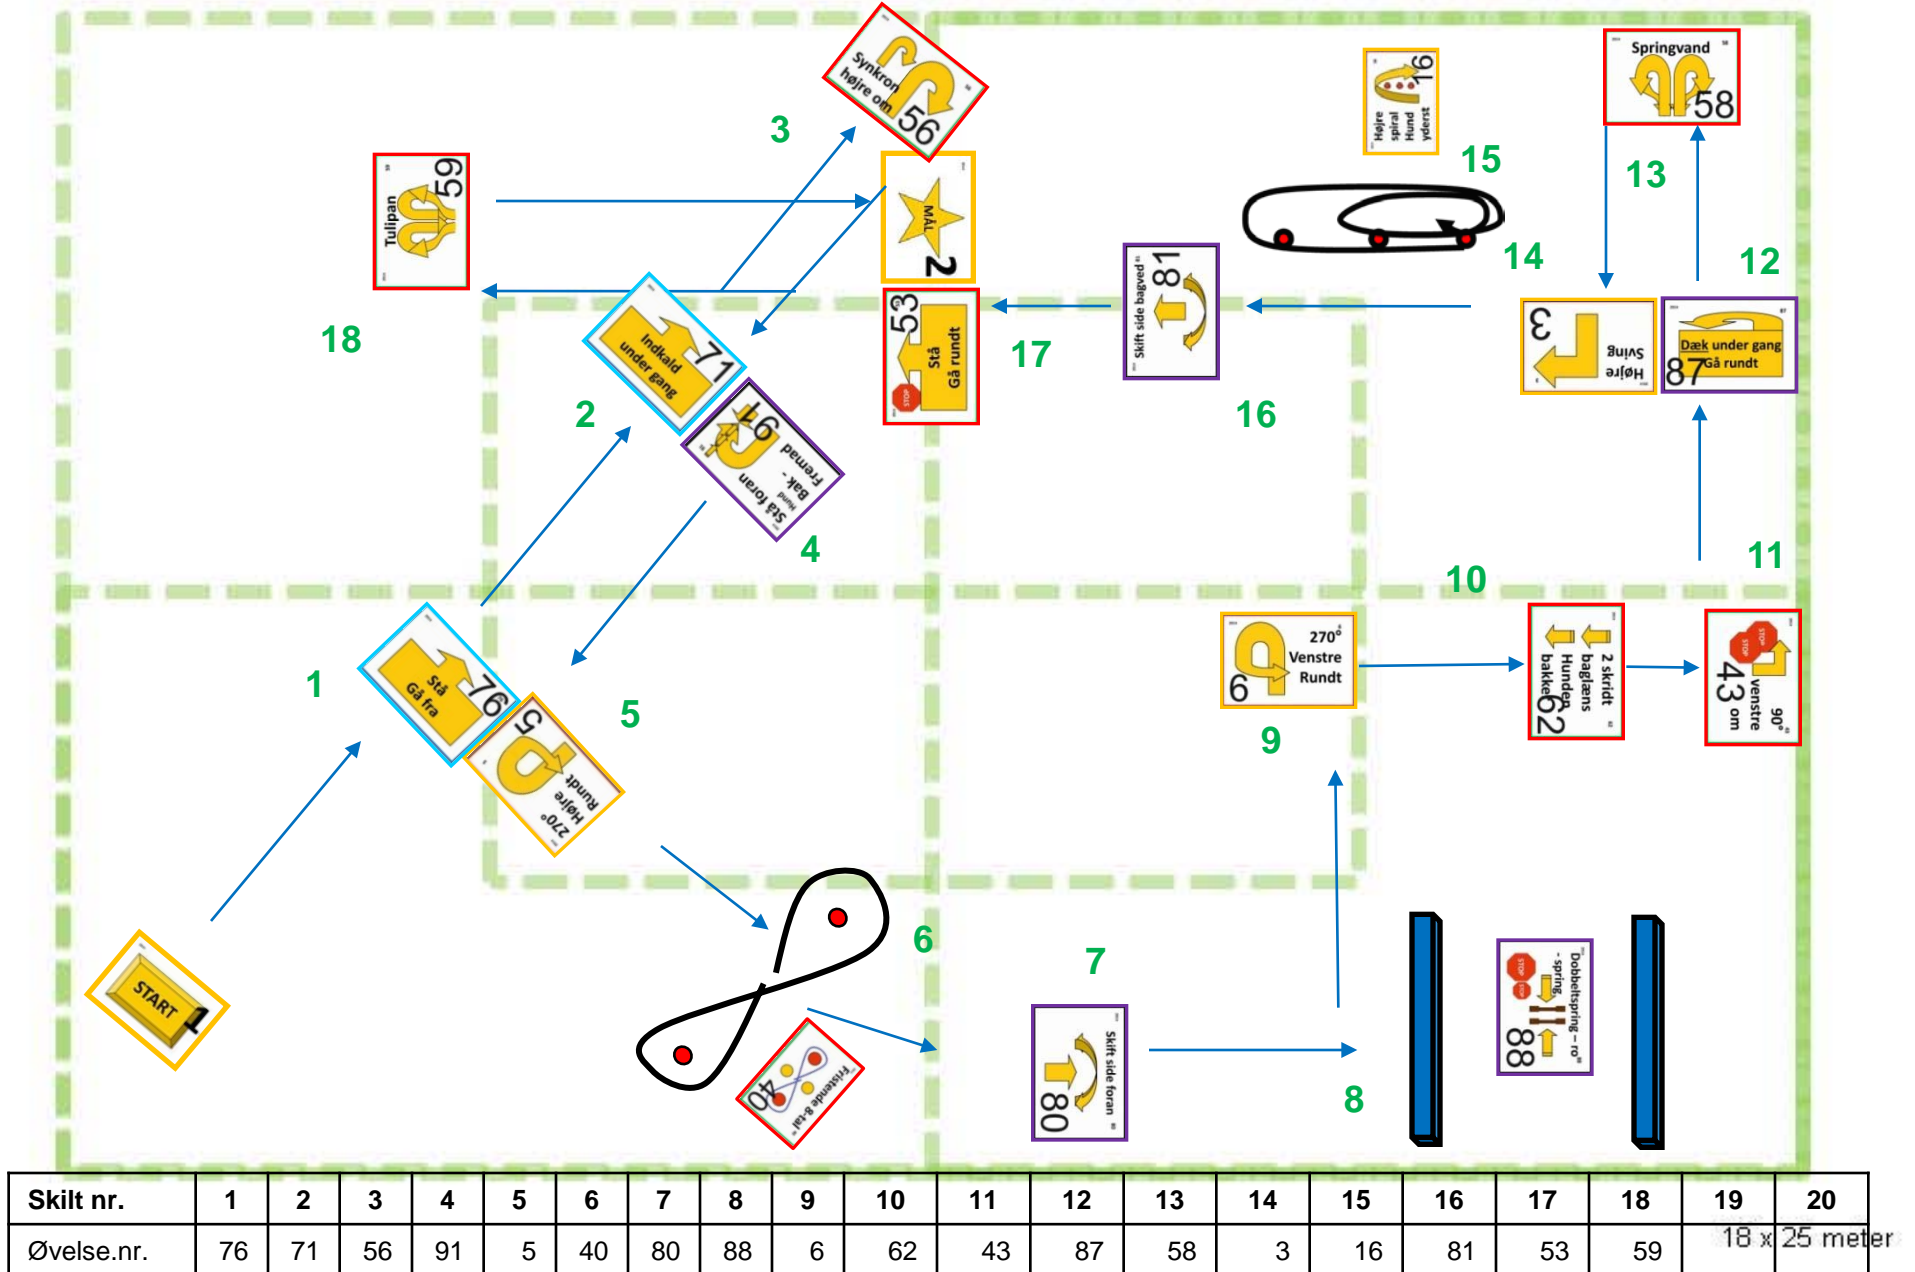 Synkron
højre om
56
3
Højre
spiral
Hund
yderst
16
15
Springvand
58
13
Tulipan
59
MÅL
2
14
12
Skift side bagved
81
Stå
Gå rundt
53
STOP
17
18
Indkald
under gang
71
2
Højre
Sving
3
Dæk under gang
Gå rundt
87
16
Stå foran
Hund
Bak -
Fremad
91
4
10
11
1
Stå
Gå fra
76
5
270°
Højre
Rundt
5
270°
Venstre
Rundt
6
9
2 skridt
baglæns
Hunden
bakke
62
90°
venstre
om
43
STOP
STOP
6
7
START
1
"Fristende 8-tal"
40
Skift side foran
80
8
Dobbeltspring – ro
- spring
88
STOP
STOP
Skilt nr. 1 2 3 4 5 6 7 8 9 10 11 12 13 14 15 16 17 18 19 20
Øvelse.nr. 76 71 56 91 5 40 80 88 6 62 43 87 58 3 16 81 53 59
18 x 25 meter